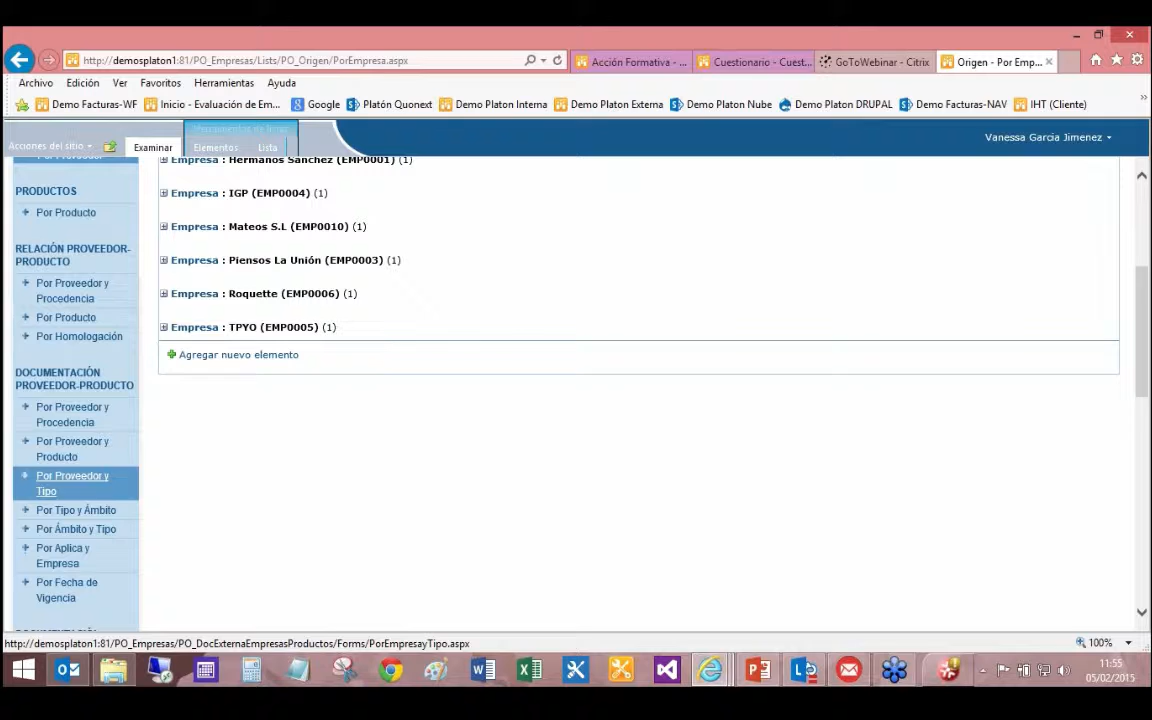 http://demosplaton1:81/PO_Empresas/Lists/PO_Origen/PorEmpresa.aspx
Acción Formativa - ...
Cuestionario - Cuest...
GoToWebinar - Citrix
Origen - Por Emp...
Archivo Edición Ver Favoritos Herramientas Ayuda
Demo Facturas-WF Inicio - Evaluación de Em... Google Platón Quonext Demo Platon Interna Demo Platon Externa Demo Platon Nube Demo Platon DRUPAL Demo Facturas-NAV IHT (Cliente)
Herramientas de lista
Vanessa Garcia Jimenez
Acciones del sitio Examinar Elementos Lista
Por Proveedor
PRODUCTOS
Por Producto
RELACIÓN PROVEEDOR-
PRODUCTO
Por Proveedor y
Procedencia
Por Producto
Por Homologación
DOCUMENTACIÓN
PROVEEDOR-PRODUCTO
Por Proveedor y
Procedencia
Por Proveedor y
Producto
Por Proveedor y
Tipo
Por Tipo y Ámbito
Por Ámbito y Tipo
Por Aplica y
Empresa
Por Fecha de
Vigencia
Empresa : Hermanos Sánchez (EMP0001) (1)
Empresa : IGP (EMP0004) (1)
Empresa : Mateos S.L (EMP0010) (1)
Empresa : Piensos La Unión (EMP0003) (1)
Empresa : Roquette (EMP0006) (1)
Empresa : TPYO (EMP0005) (1)
Agregar nuevo elemento
http://demosplaton1:81/PO_Empresas/PO_DocExternaEmpresasProductos/Forms/PorEmpresayTipo.aspx
100%
11:55
05/02/2015